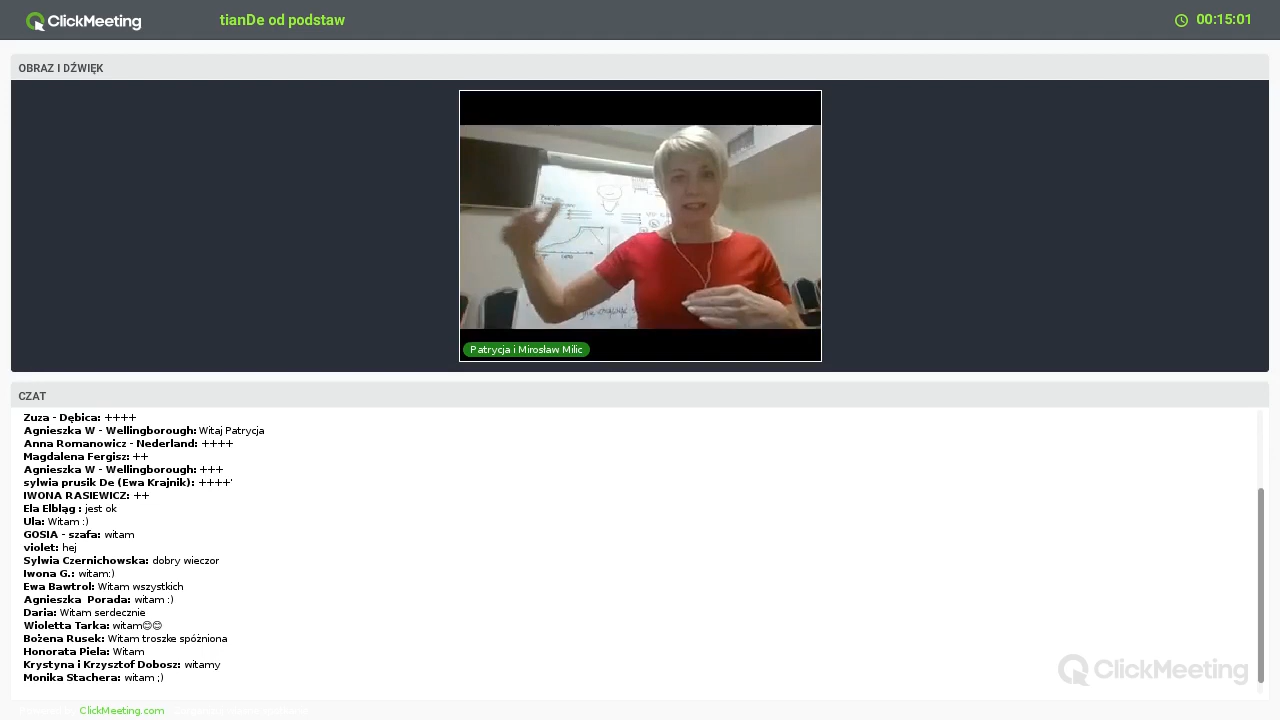 ClickMeeting
tianDe od podstaw
00:15:01
OBRAZ I DŹWIĘK
Patrycja i Mirosław Milic
CZAT
Zuza - Dębica: ++++
Agnieszka W - Wellingborough: Witaj Patrycja
Anna Romanowicz - Nederland: ++++
Magdalena Fergisz: ++
Agnieszka W - Wellingborough: +++
sylwia prusik De (Ewa Krajnik): ++++'
IWONA RASIEWICZ: ++
Ela Elbląg : jest ok
Ula: Witam :)
GOSIA - szafa: witam
violet: hej
Sylwia Czernichowska: dobry wieczor
Iwona G.: witam:)
Ewa Bawtrol: Witam wszystkich
Agnieszka  Porada: witam :)
Daria: Witam serdecznie
Wioletta Tarka: witam😊😊
Bożena Rusek: Witam troszke spóżniona
Honorata Piela: Witam
Krystyna i Krzysztof Dobosz: witamy
Monika Stachera: witam ;)
ClickMeeting
ClickMeeting.com